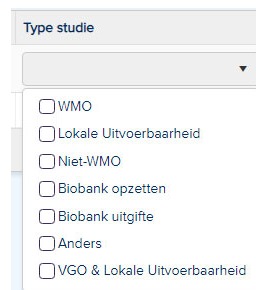 Type studie
WMO
Lokale Uitvoerbaarheid
Niet-WMO
Biobank opzetten
Biobank uitgifte
Anders
VGO & Lokale Uitvoerbaarheid